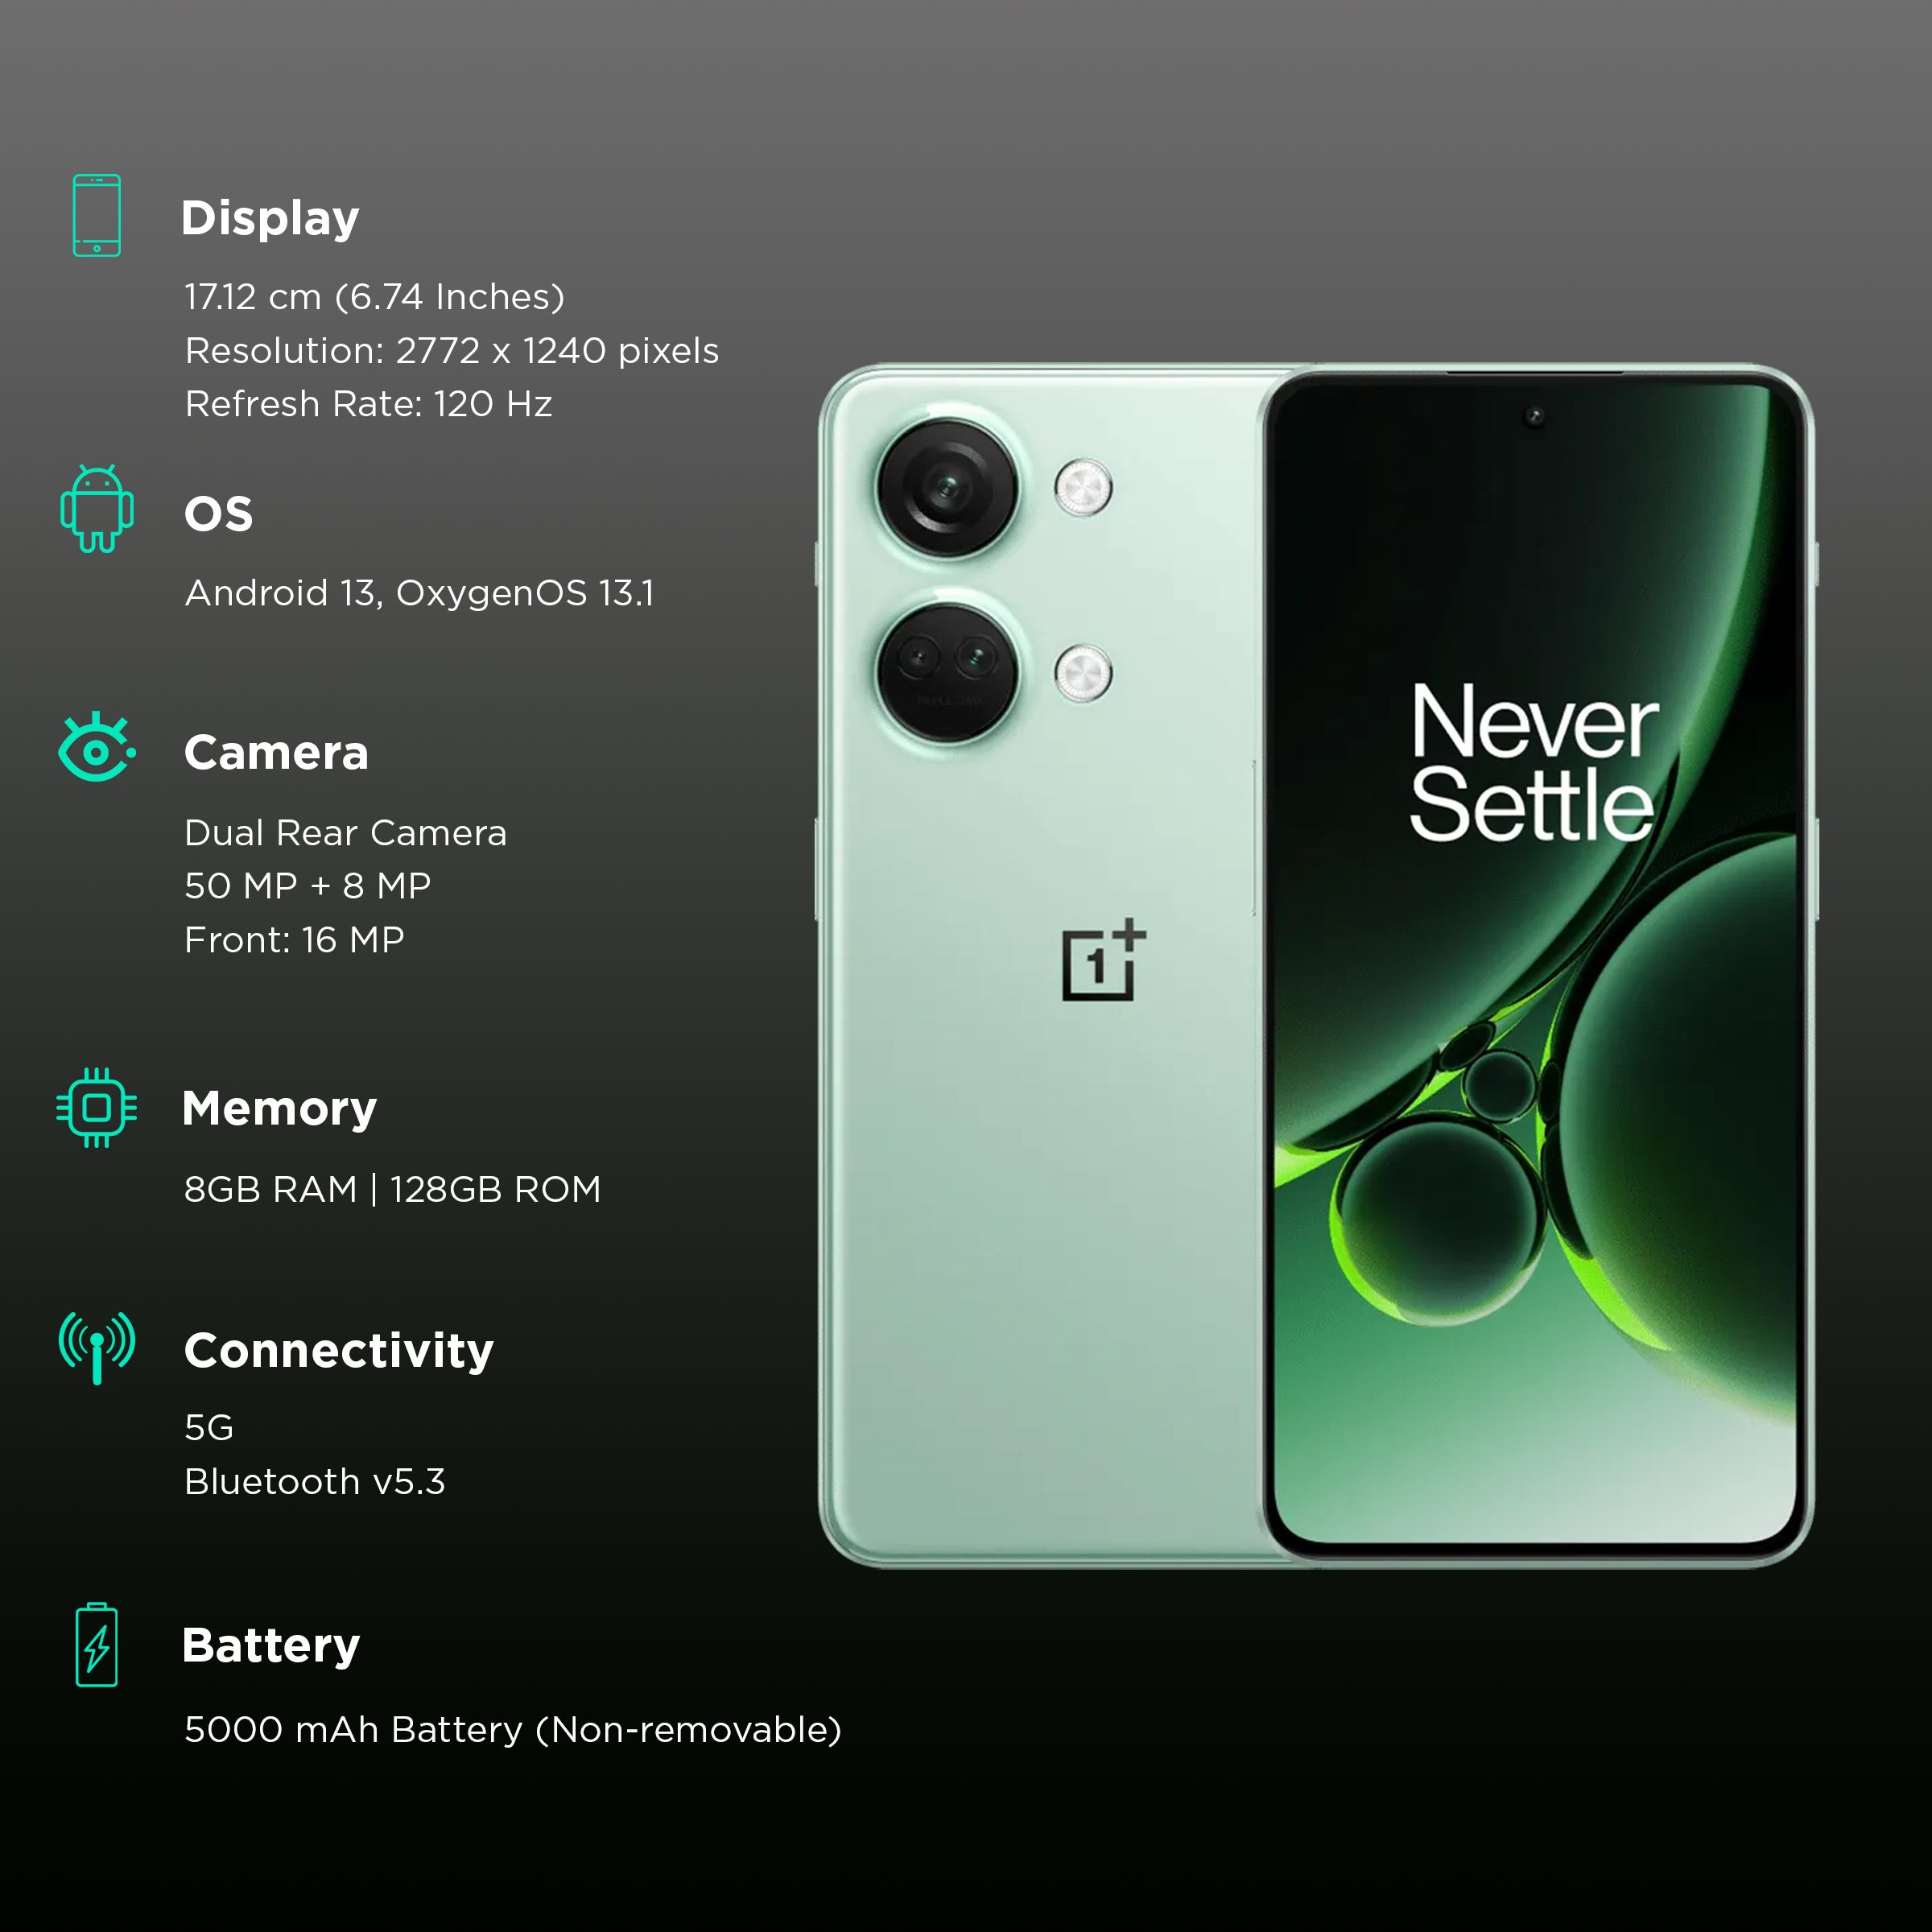 Display
17.12 cm (6.74 Inches)
Resolution: 2772 x 1240 pixels
Refresh Rate: 120 Hz
OS
Android 13, OxygenOS 13.1
Camera
Dual Rear Camera
50 MP + 8 MP
Front: 16 MP
Memory
8GB RAM | 128GB ROM
Connectivity
5G
Bluetooth v5.3
Battery
5000 mAh Battery (Non-removable)
1+
Never
Settle